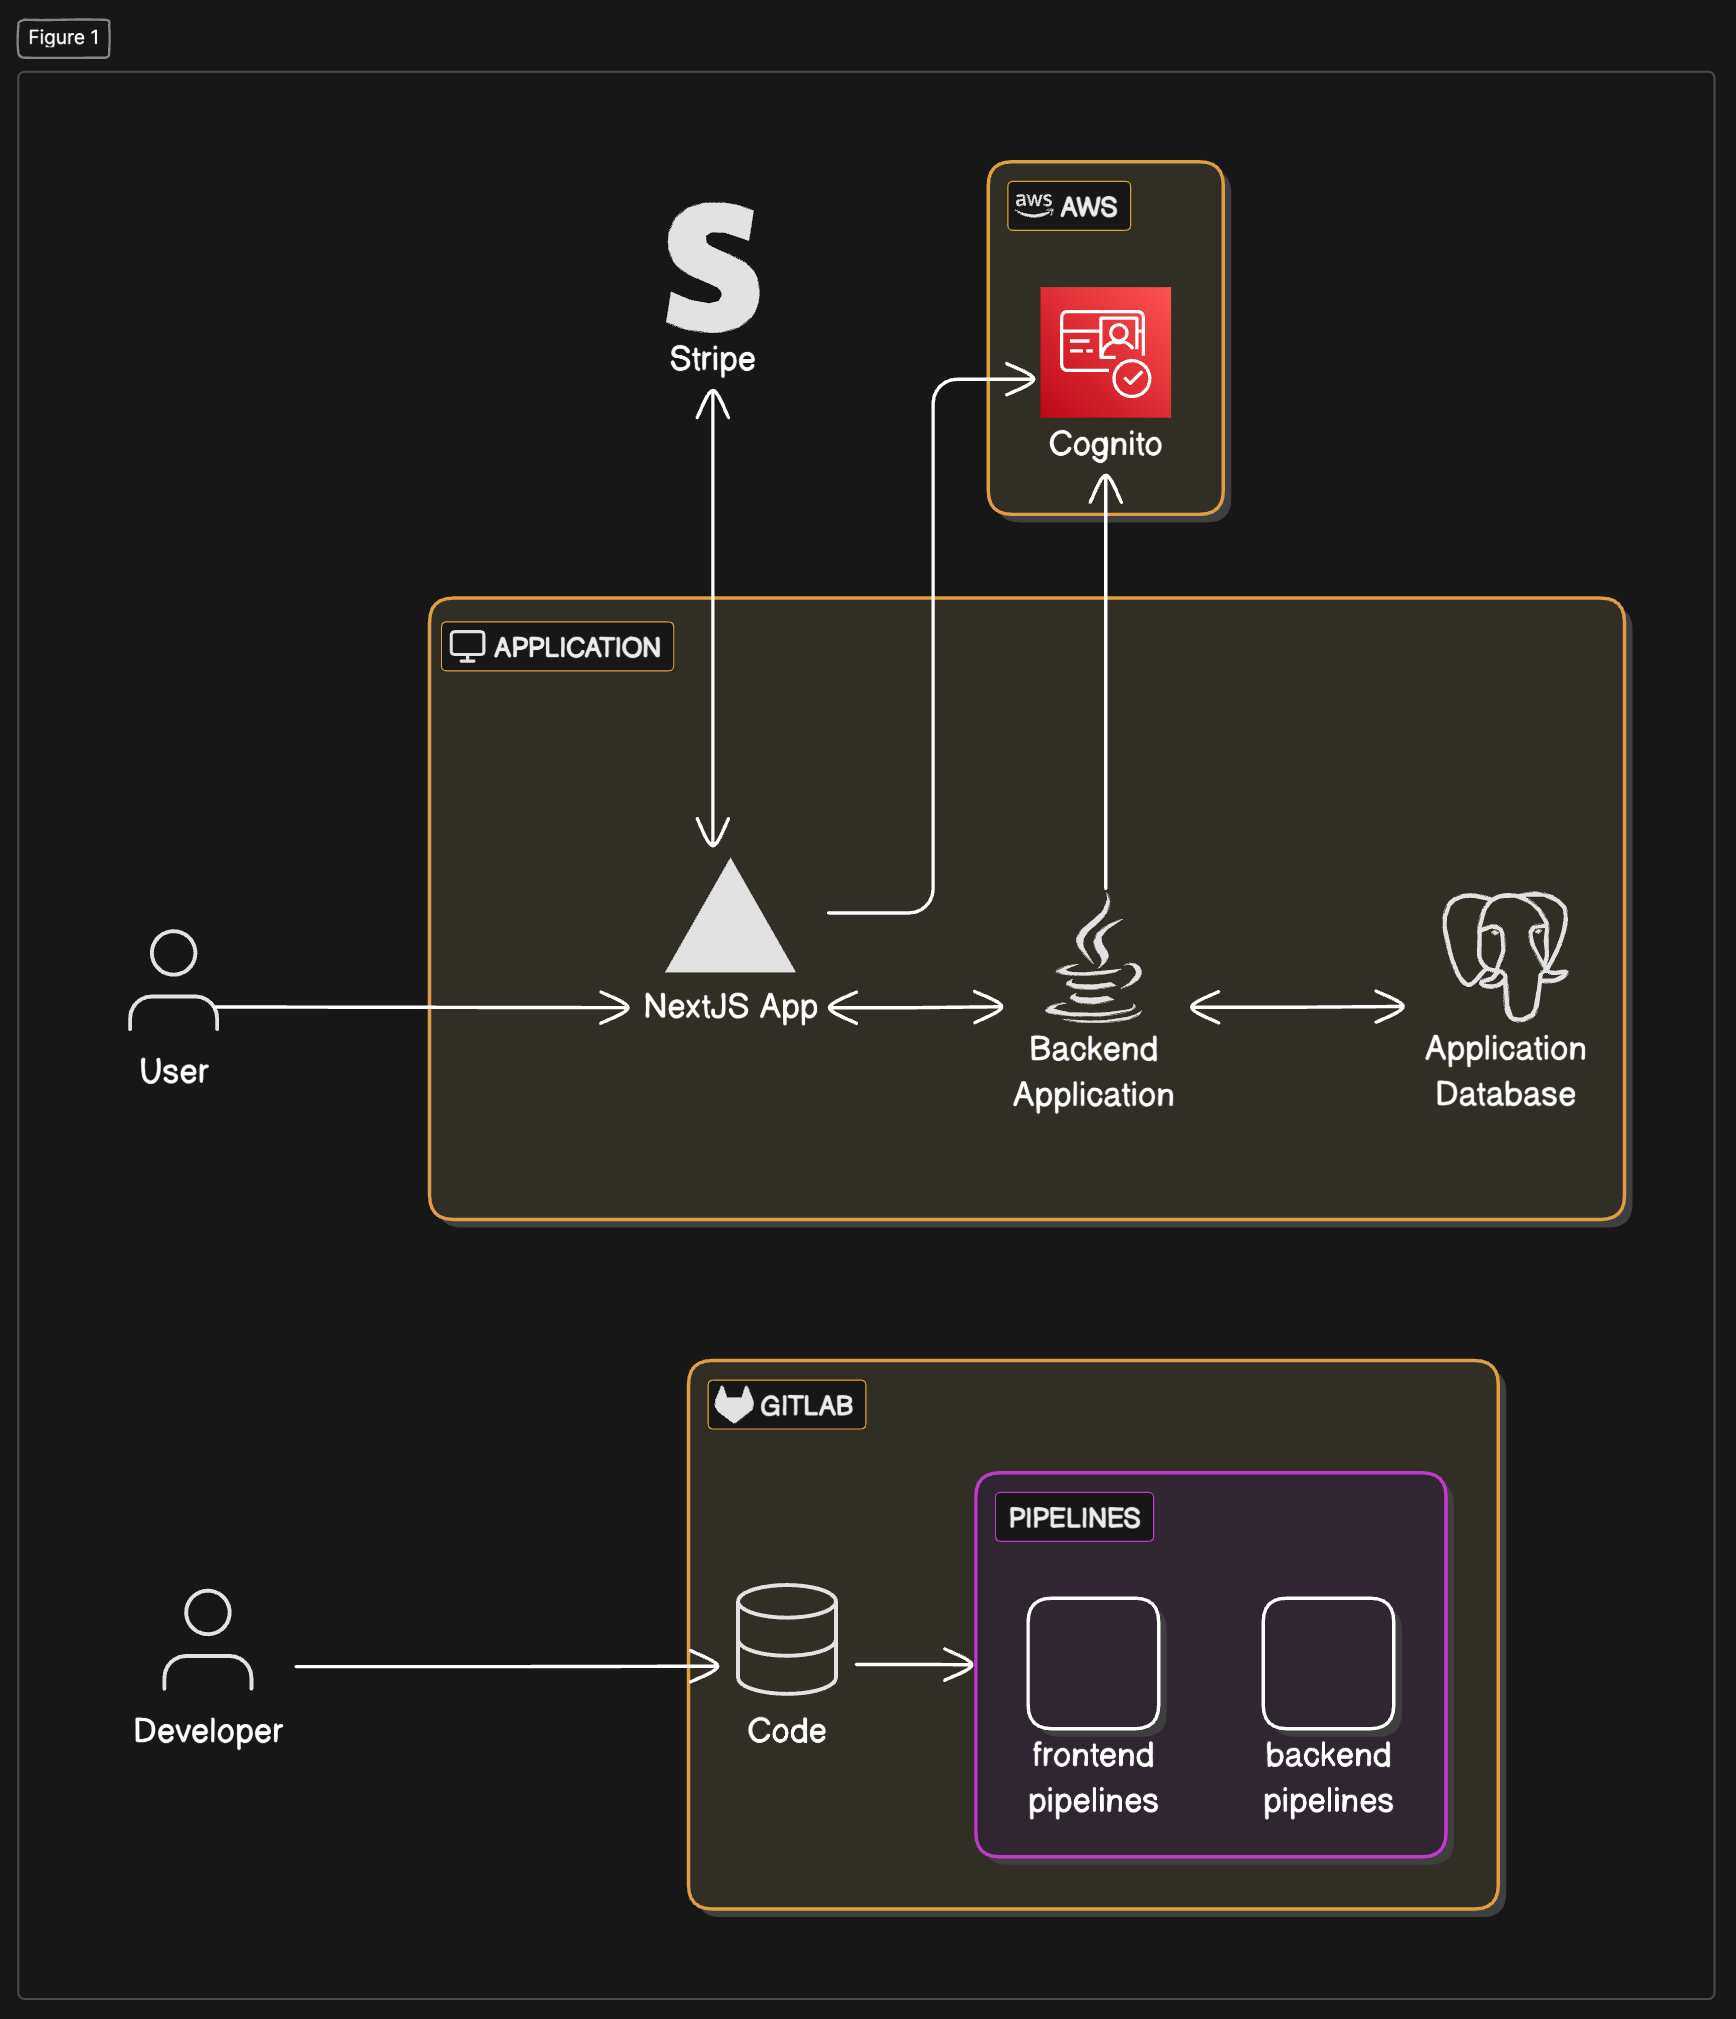 Figure 1
aws AWS
Stripe
Cognito
APPLICATION
NextJS App
User
Backend
Application
Application
Database
GITLAB
PIPELINES
Developer
Code
frontend
pipelines
backend
pipelines